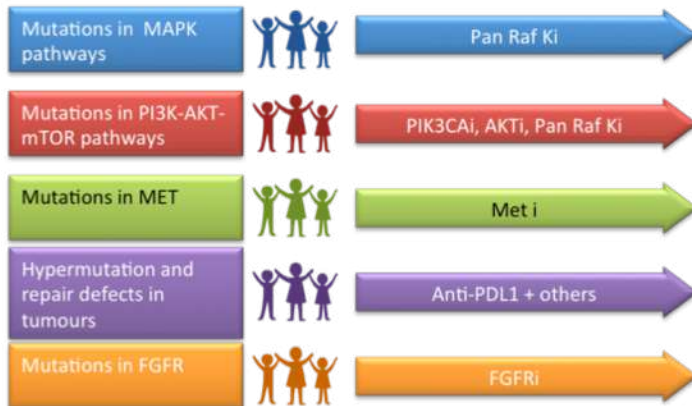 Mutations in MAPK
pathways
Pan Raf Ki
Mutations in PI3K-AKT-
mTOR pathways
PIK3CAi, AKTi, Pan Raf Ki
Mutations in MET
Met i
Hypermutation and
repair defects in
tumours
Anti-PDL1 + others
Mutations in FGFR
FGFRi